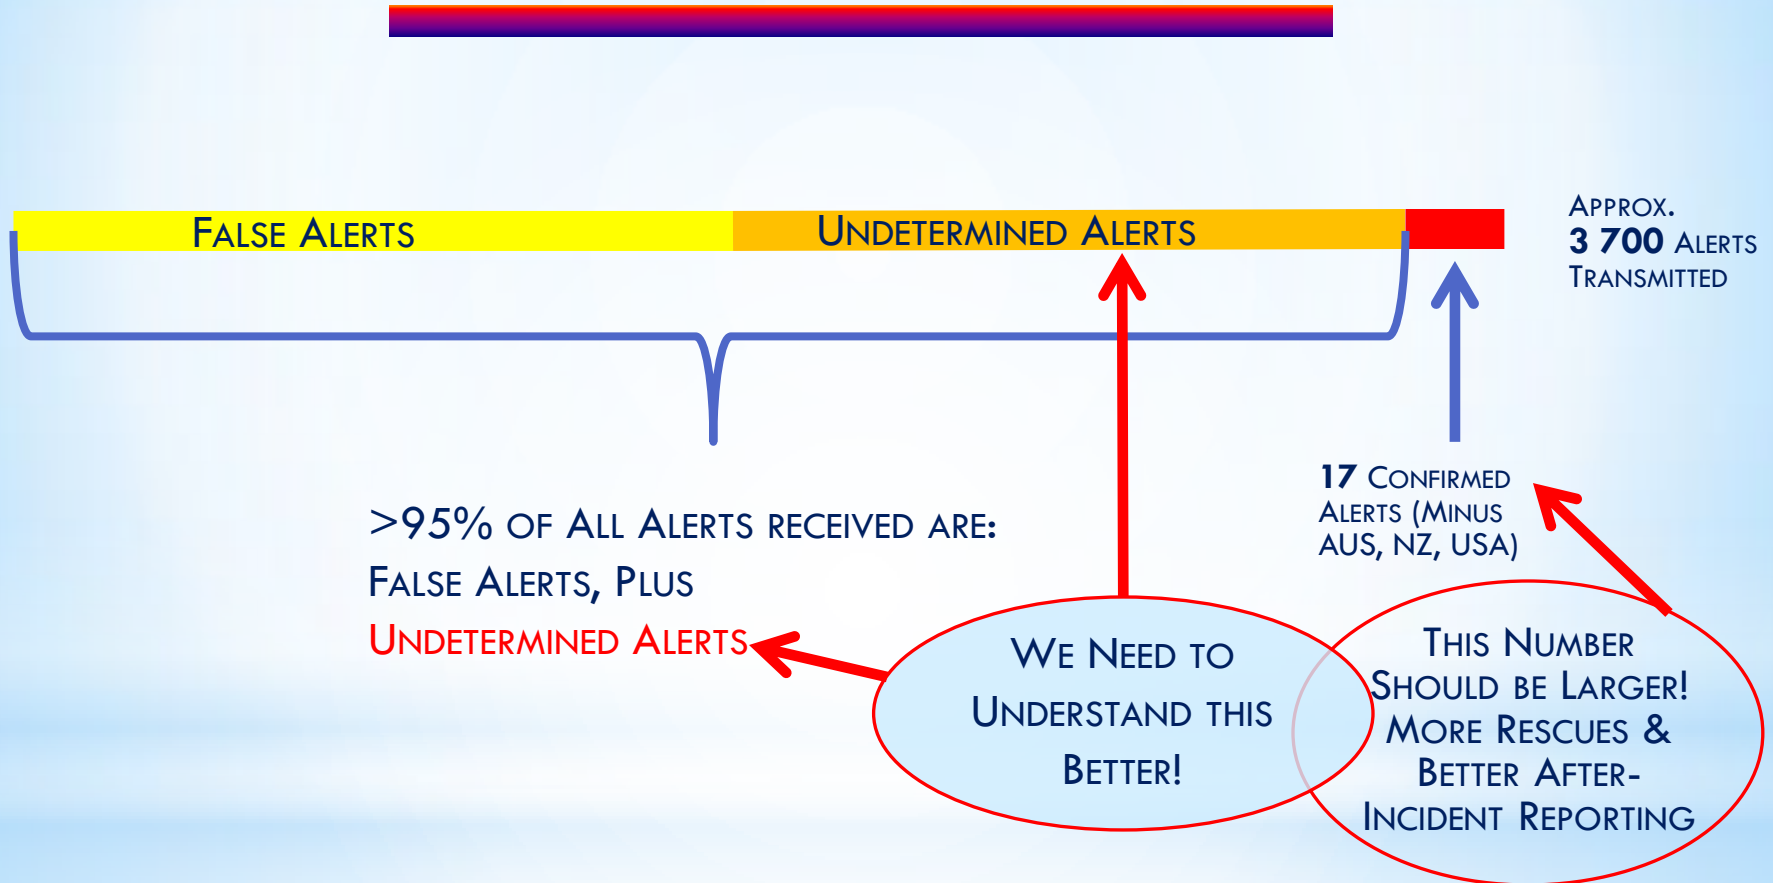 False Alerts
Undetermined Alerts
Approx.
3 700 Alerts
Transmitted
17 Confirmed
Alerts (Minus
AUS, NZ, USA)
>95% of All Alerts received are:
False Alerts, Plus
Undetermined Alerts
We Need to
Understand this
Better!
This Number
Should be Larger!
More Rescues &
Better After-
Incident Reporting